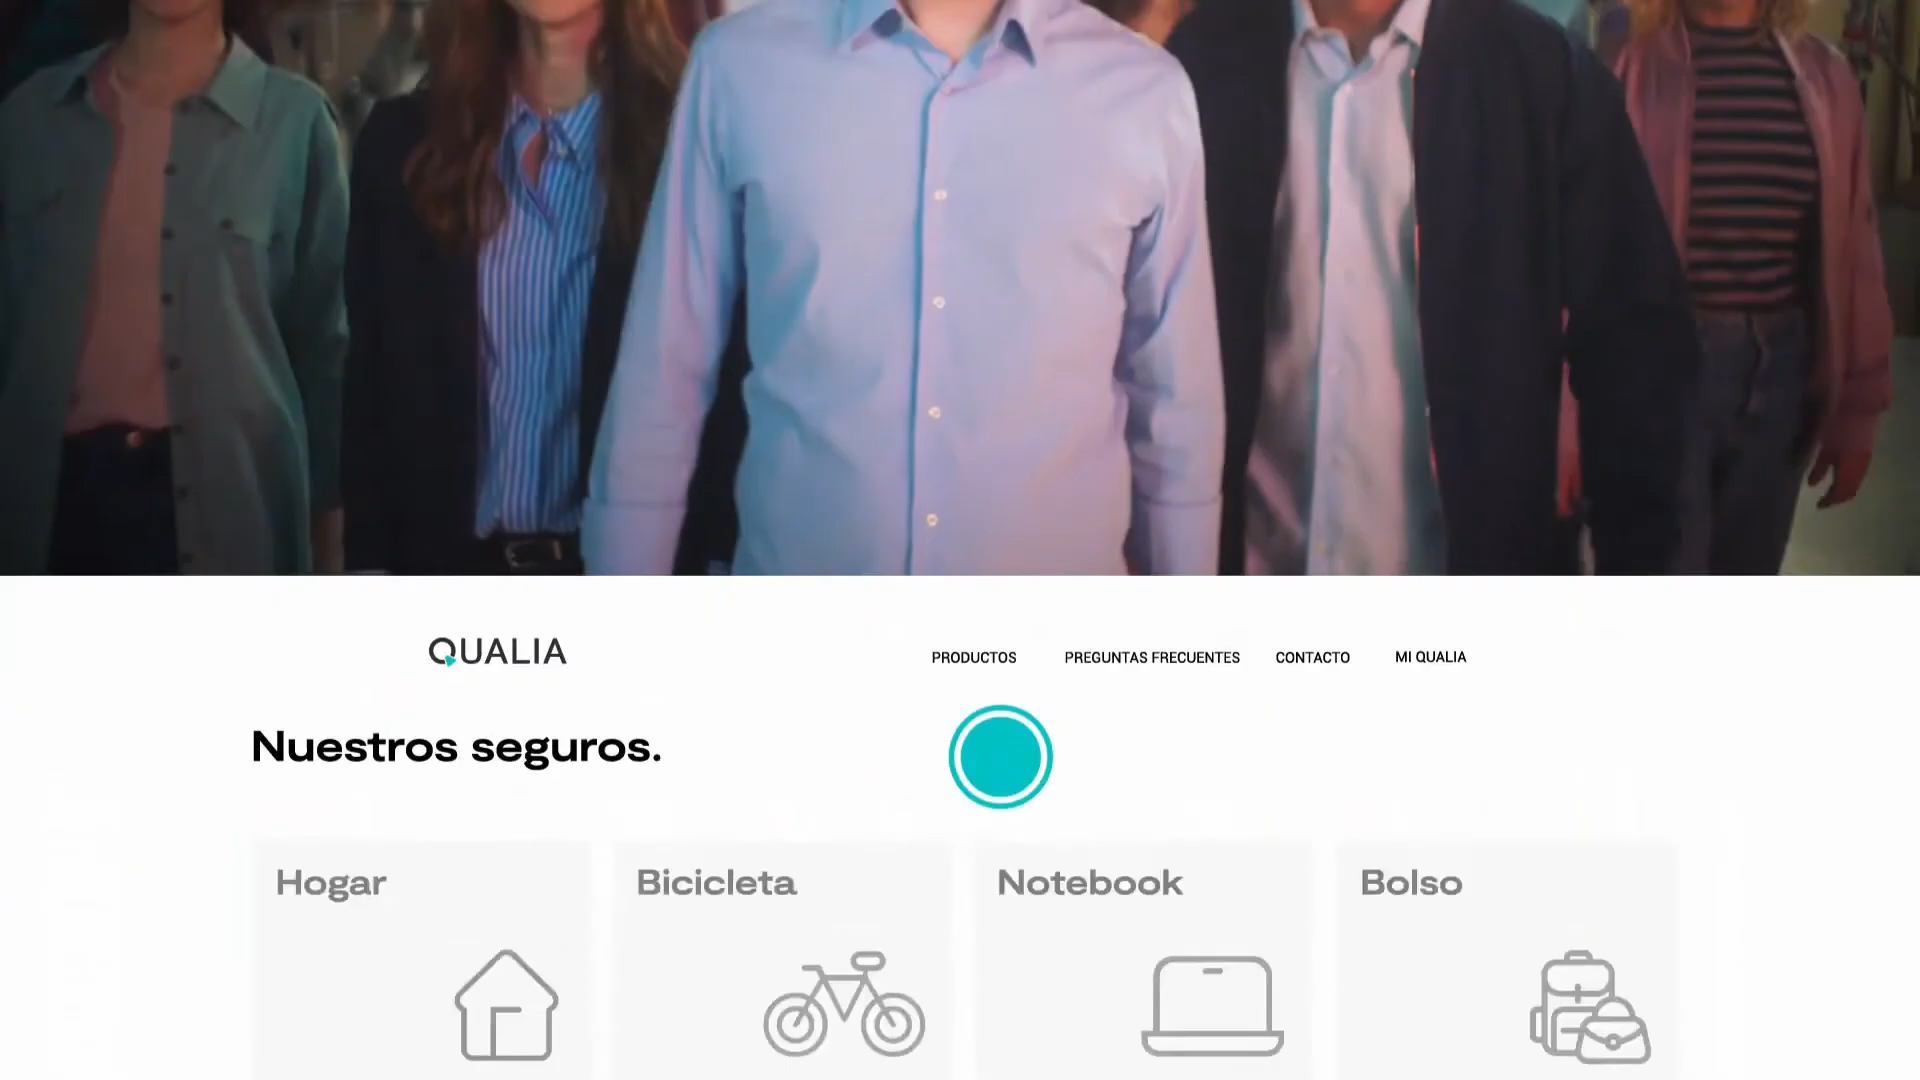 QUALIA
PRODUCTOS PREGUNTAS FRECUENTES CONTACTO MI QUALIA
Nuestros seguros.
Hogar
Bicicleta
Notebook
Bolso